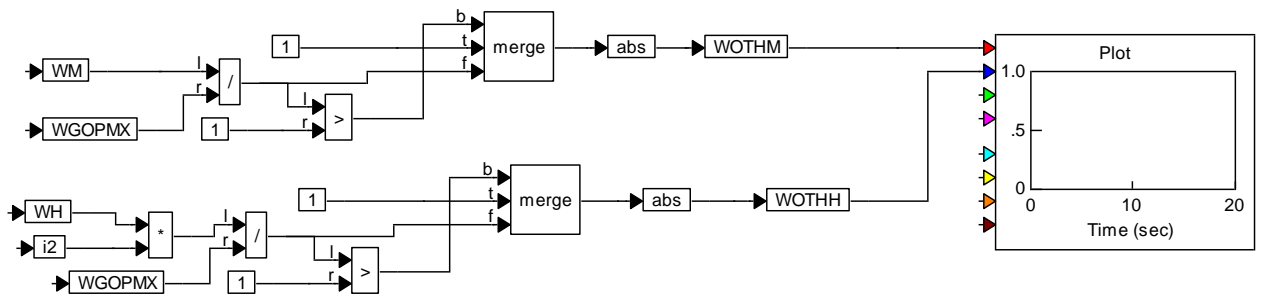 b
1
t
merge
abs
WOTHM
f
Plot
WM
l
r
/
1.0
WGOPMX
l
1
r
>
.5
0
0
10
20
Time (sec)
b
1
t
merge
abs
WOTHH
f
WH
i2
*
l
r
/
WGOPMX
l
1
r
>